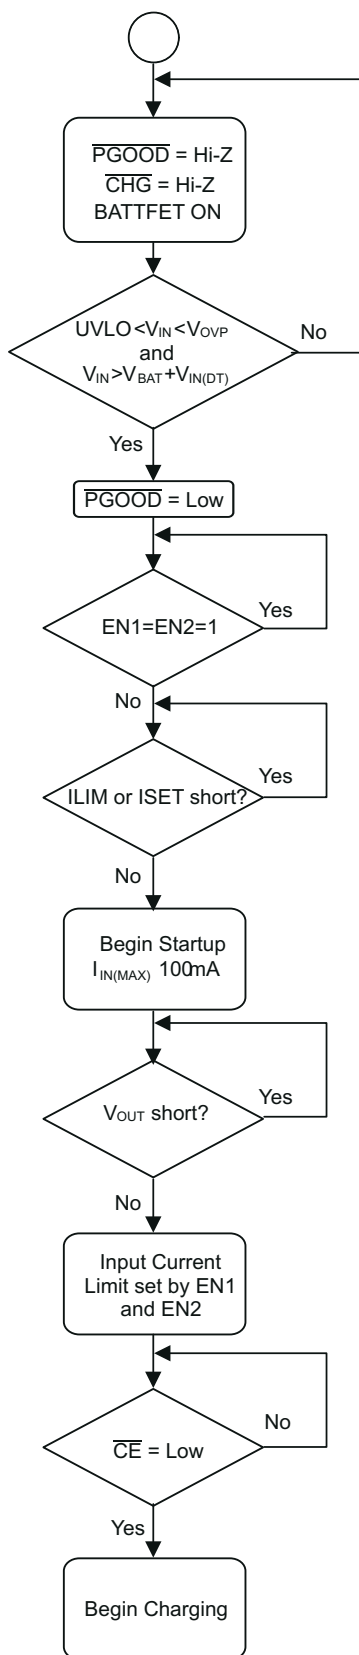 PGOOD = Hi-Z
CHG = Hi-Z
BATTFET ON
UVLO<VIN<VOVP
and
VIN>VBAT+VIN(DT)
No
Yes
PGOOD = Low
EN1=EN2=1
Yes
No
ILIM or ISET short?
Yes
No
Begin Startup
IIN(MAX) 100mA
VOUT short?
Yes
No
Input Current
Limit set by EN1
and EN2
CE = Low
No
Yes
Begin Charging